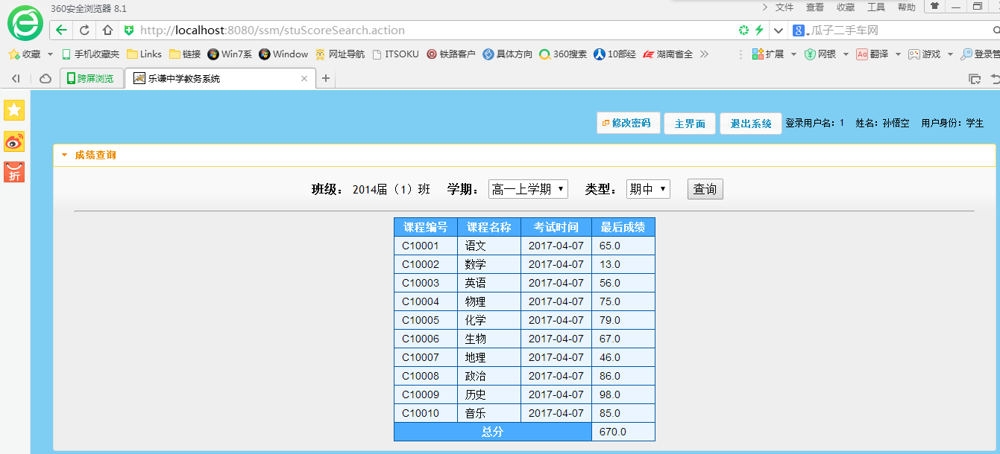 360安全浏览器 8.1
文件 查看 收藏 工具 帮助
http://localhost:8080/ssm/stuScoreSearch.action
瓜子二手车网
收藏 手机收藏夹 Links 链接 Win7系 Window 网址导航 ITSOKU 铁路客户 具体方向 360搜索 10部经 湖南省全 扩展 网银 Aa 翻译 游戏 登录管
跨屏浏览 乐谦中学教务系统
修改密码 主界面 退出系统 登录用户名：1 姓名：孙悟空 用户身份：学生
折
成绩查询
班级： 2014届（1）班 学期： 高一上学期 类型： 期中 查询
课程编号 课程名称 考试时间 最后成绩
C10001 语文 2017-04-07 65.0
C10002 数学 2017-04-07 13.0
C10003 英语 2017-04-07 56.0
C10004 物理 2017-04-07 75.0
C10005 化学 2017-04-07 79.0
C10006 生物 2017-04-07 67.0
C10007 地理 2017-04-07 46.0
C10008 政治 2017-04-07 86.0
C10009 历史 2017-04-07 98.0
C10010 音乐 2017-04-07 85.0
总分 670.0